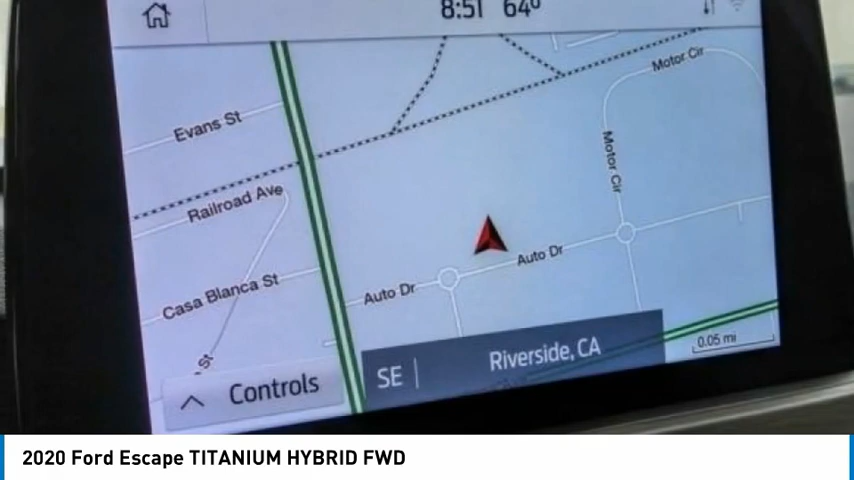 8:51 64°
Motor Cir
Evans St
Motor Cir
Railroad Ave
Auto Dr
Casa Blanca St
Auto Dr
St
0.05 mi
SE | Riverside, CA
Controls
2020 Ford Escape TITANIUM HYBRID FWD